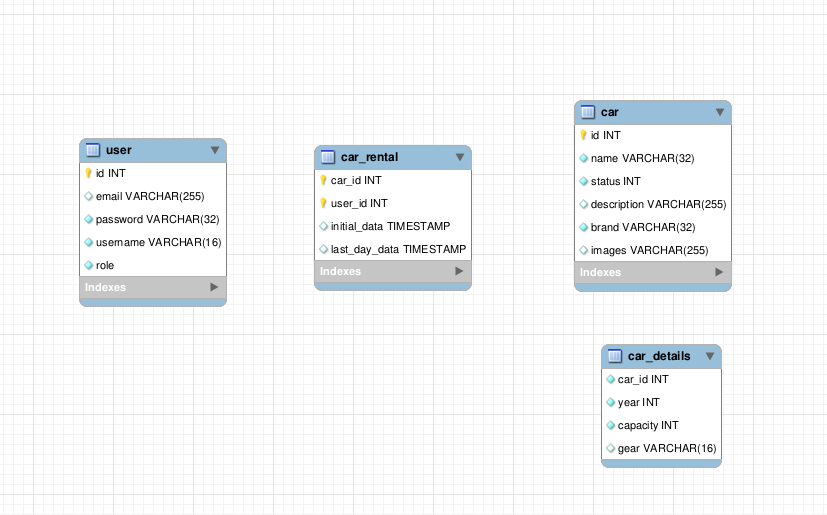 user
id INT
email VARCHAR(255)
password VARCHAR(32)
username VARCHAR(16)
role
Indexes
car_rental
car_id INT
user_id INT
initial_data TIMESTAMP
last_day_data TIMESTAMP
Indexes
car
id INT
name VARCHAR(32)
status INT
description VARCHAR(255)
brand VARCHAR(32)
images VARCHAR(255)
Indexes
car_details
car_id INT
year INT
capacity INT
gear VARCHAR(16)